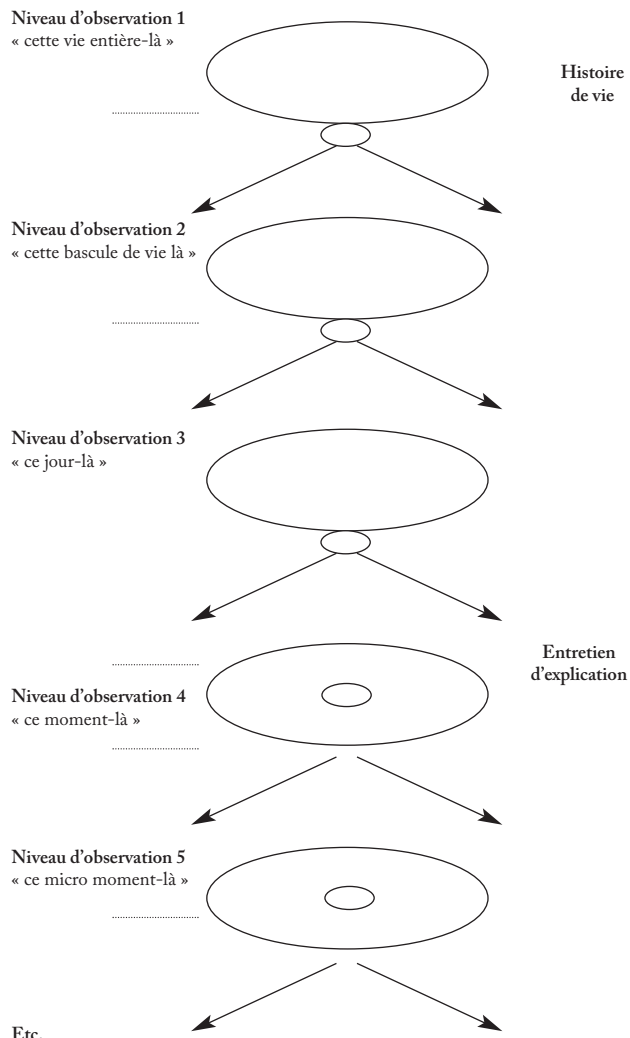 Niveau d’observation 1
« cette vie entière-là »
Histoire
de vie
Niveau d’observation 2
« cette bascule de vie là »
Niveau d’observation 3
« ce jour-là »
Entretien
d’explication
Niveau d’observation 4
« ce moment-là »
Niveau d’observation 5
« ce micro moment-là »
Etc.